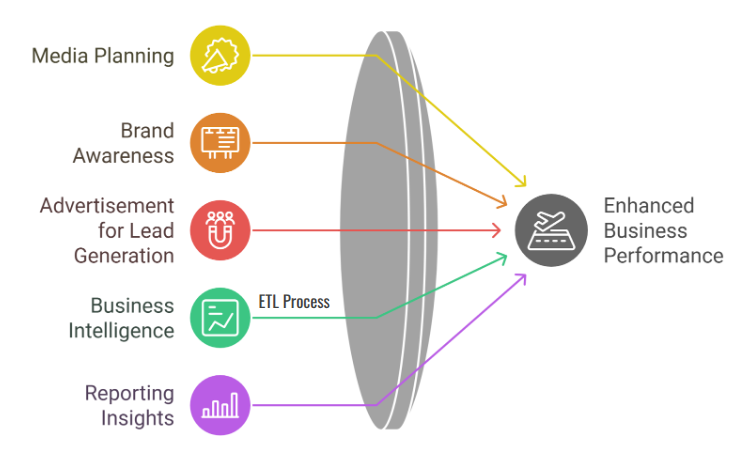 Media Planning
Brand
Awareness
Advertisement
for Lead
Generation
Business
Intelligence
ETL Process
Reporting
Insights
Enhanced
Business
Performance